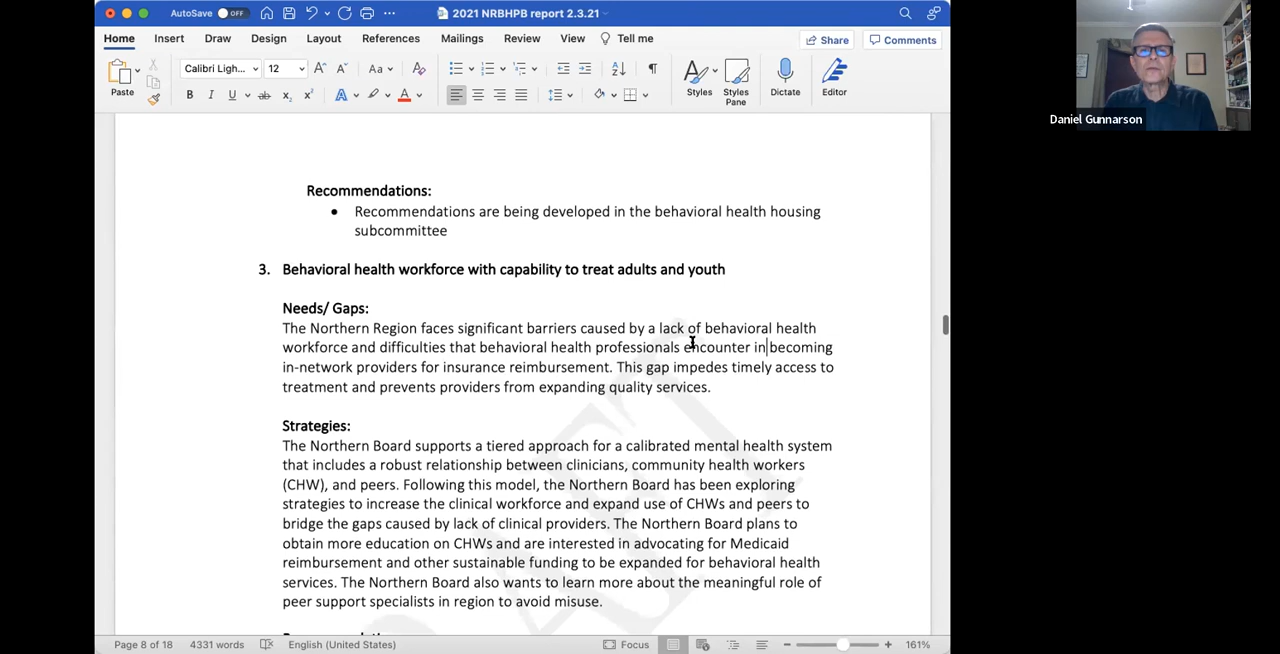 AutoSave OFF
2021 NRBHPB report 2.3.21
Home Insert Draw Design Layout References Mailings Review View Tell me Share Comments
Calibri Ligh... 12
Paste Styles Styles Pane Dictate Editor
Daniel Gunnarson
Recommendations:
• Recommendations are being developed in the behavioral health housing
subcommittee
3. Behavioral health workforce with capability to treat adults and youth
Needs/ Gaps:
The Northern Region faces significant barriers caused by a lack of behavioral health
workforce and difficulties that behavioral health professionals encounter in becoming
in-network providers for insurance reimbursement. This gap impedes timely access to
treatment and prevents providers from expanding quality services.
Strategies:
The Northern Board supports a tiered approach for a calibrated mental health system
that includes a robust relationship between clinicians, community health workers
(CHW), and peers. Following this model, the Northern Board has been exploring
strategies to increase the clinical workforce and expand use of CHWs and peers to
bridge the gaps caused by lack of clinical providers. The Northern Board plans to
obtain more education on CHWs and are interested in advocating for Medicaid
reimbursement and other sustainable funding to be expanded for behavioral health
services. The Northern Board also wants to learn more about the meaningful role of
peer support specialists in region to avoid misuse.
Page 8 of 18 4331 words English (United States) Focus 161%